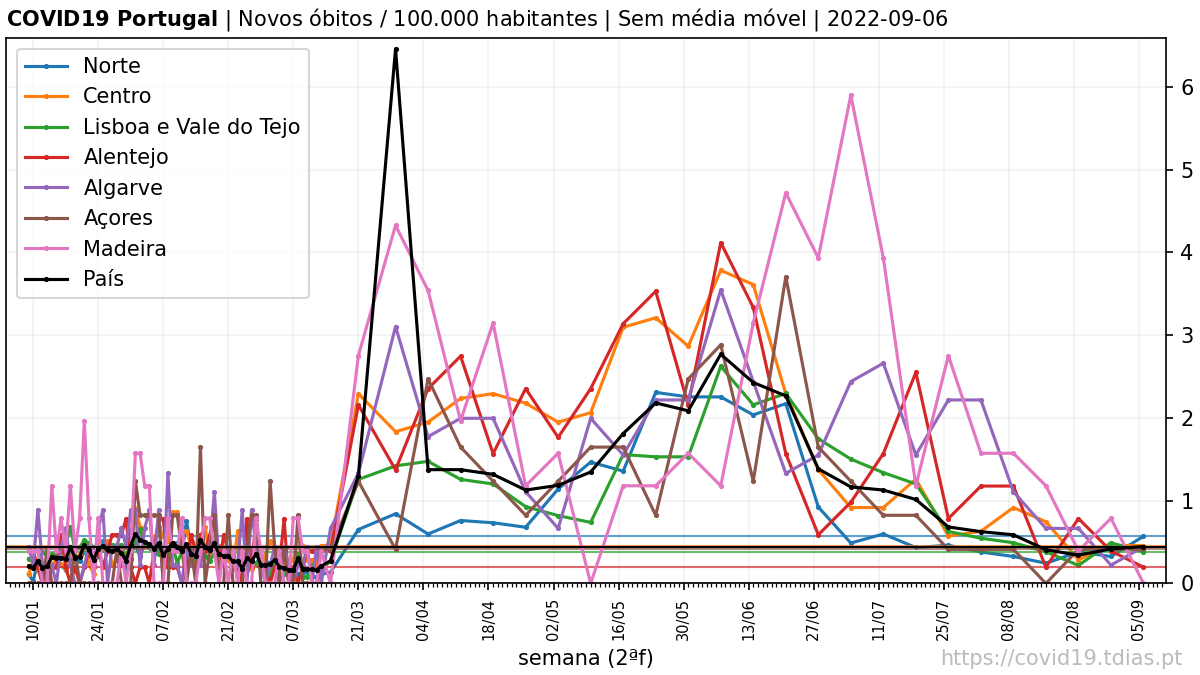 COVID19 Portugal | Novos óbitos / 100.000 habitantes | Sem média móvel | 2022-09-06
Norte
Centro
Lisboa e Vale do Tejo
Alentejo
Algarve
Açores
Madeira
País
6
5
4
3
2
1
0
10/01 24/01 07/02 21/02 07/03 21/03 04/04 18/04 02/05 16/05 30/05 13/06 27/06 11/07 25/07 08/08 22/08 05/09
semana (2ªf)
https://covid19.tdias.pt